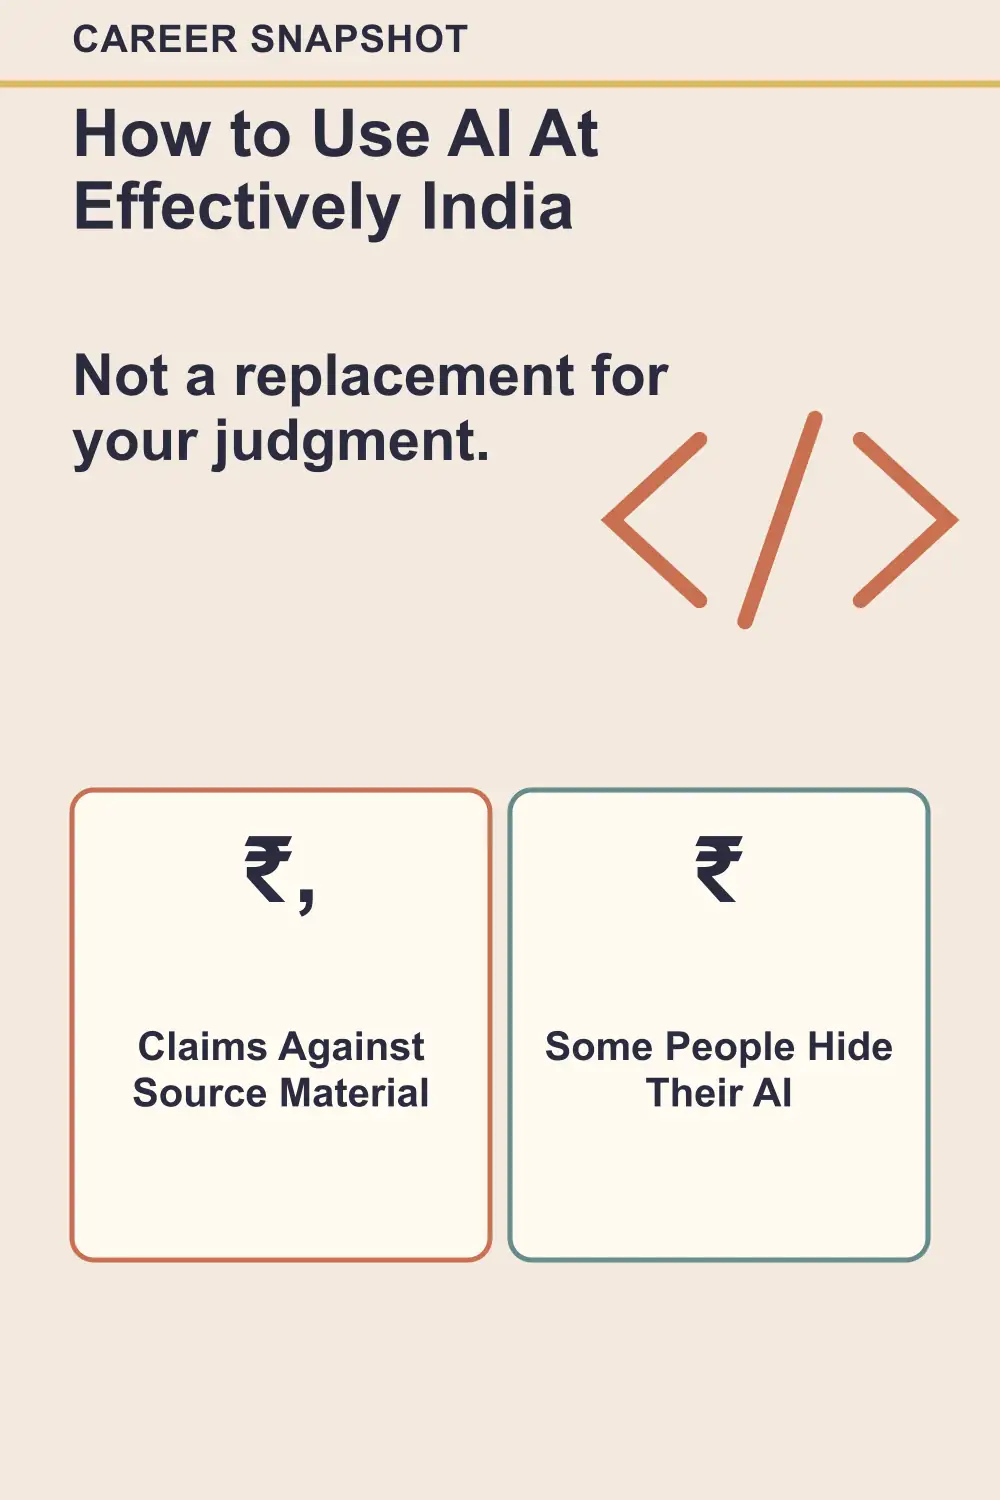 CAREER SNAPSHOT
How to Use AI At
Effectively India
Not a replacement for
your judgment.
₹,
Claims Against
Source Material
₹
Some People Hide
Their AI